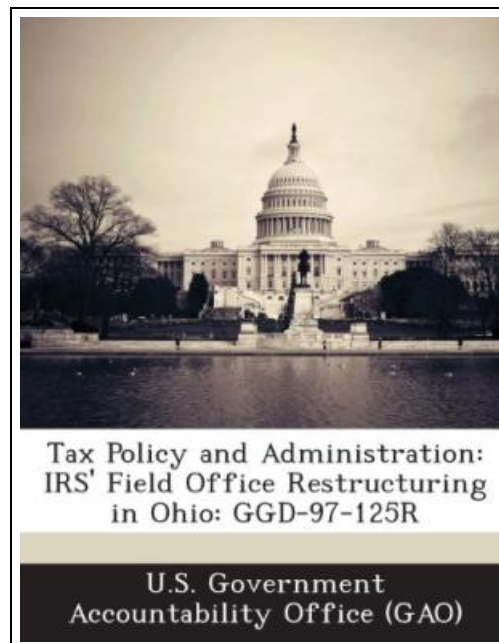 Tax Policy and Administration:
IRS' Field Office Restructuring
in Ohio: GGD-97-125R
U.S. Government
Accountability Office (GAO)